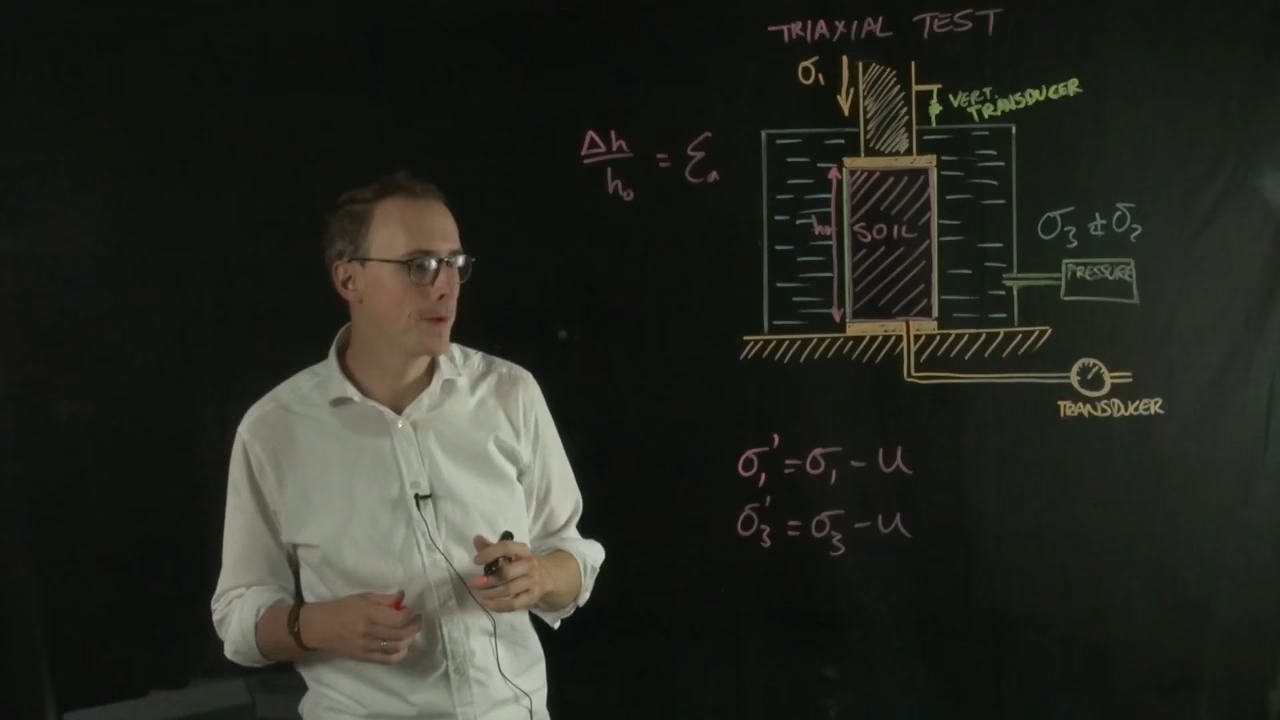 TRIAXIAL TEST
σ₁
VERT.
TRANSDUCER
Δh/h₀ = εₐ
h₀
SOIL
σ₃ & σ₂
PRESSURE
TRANSDUCER
σ₁' = σ₁ - u
σ₃' = σ₃ - u